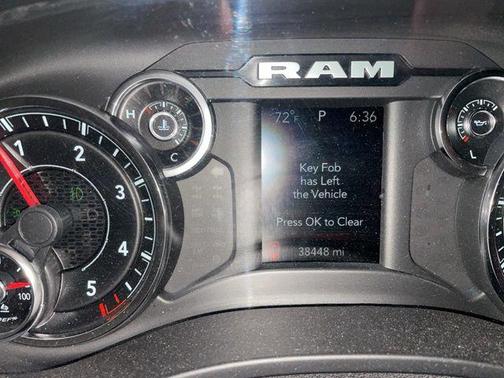 RAM
72°F P 6:36
Key Fob
has Left
the Vehicle
Press OK to Clear
38448 mi
H
C
L
1
2
3
4
5
100